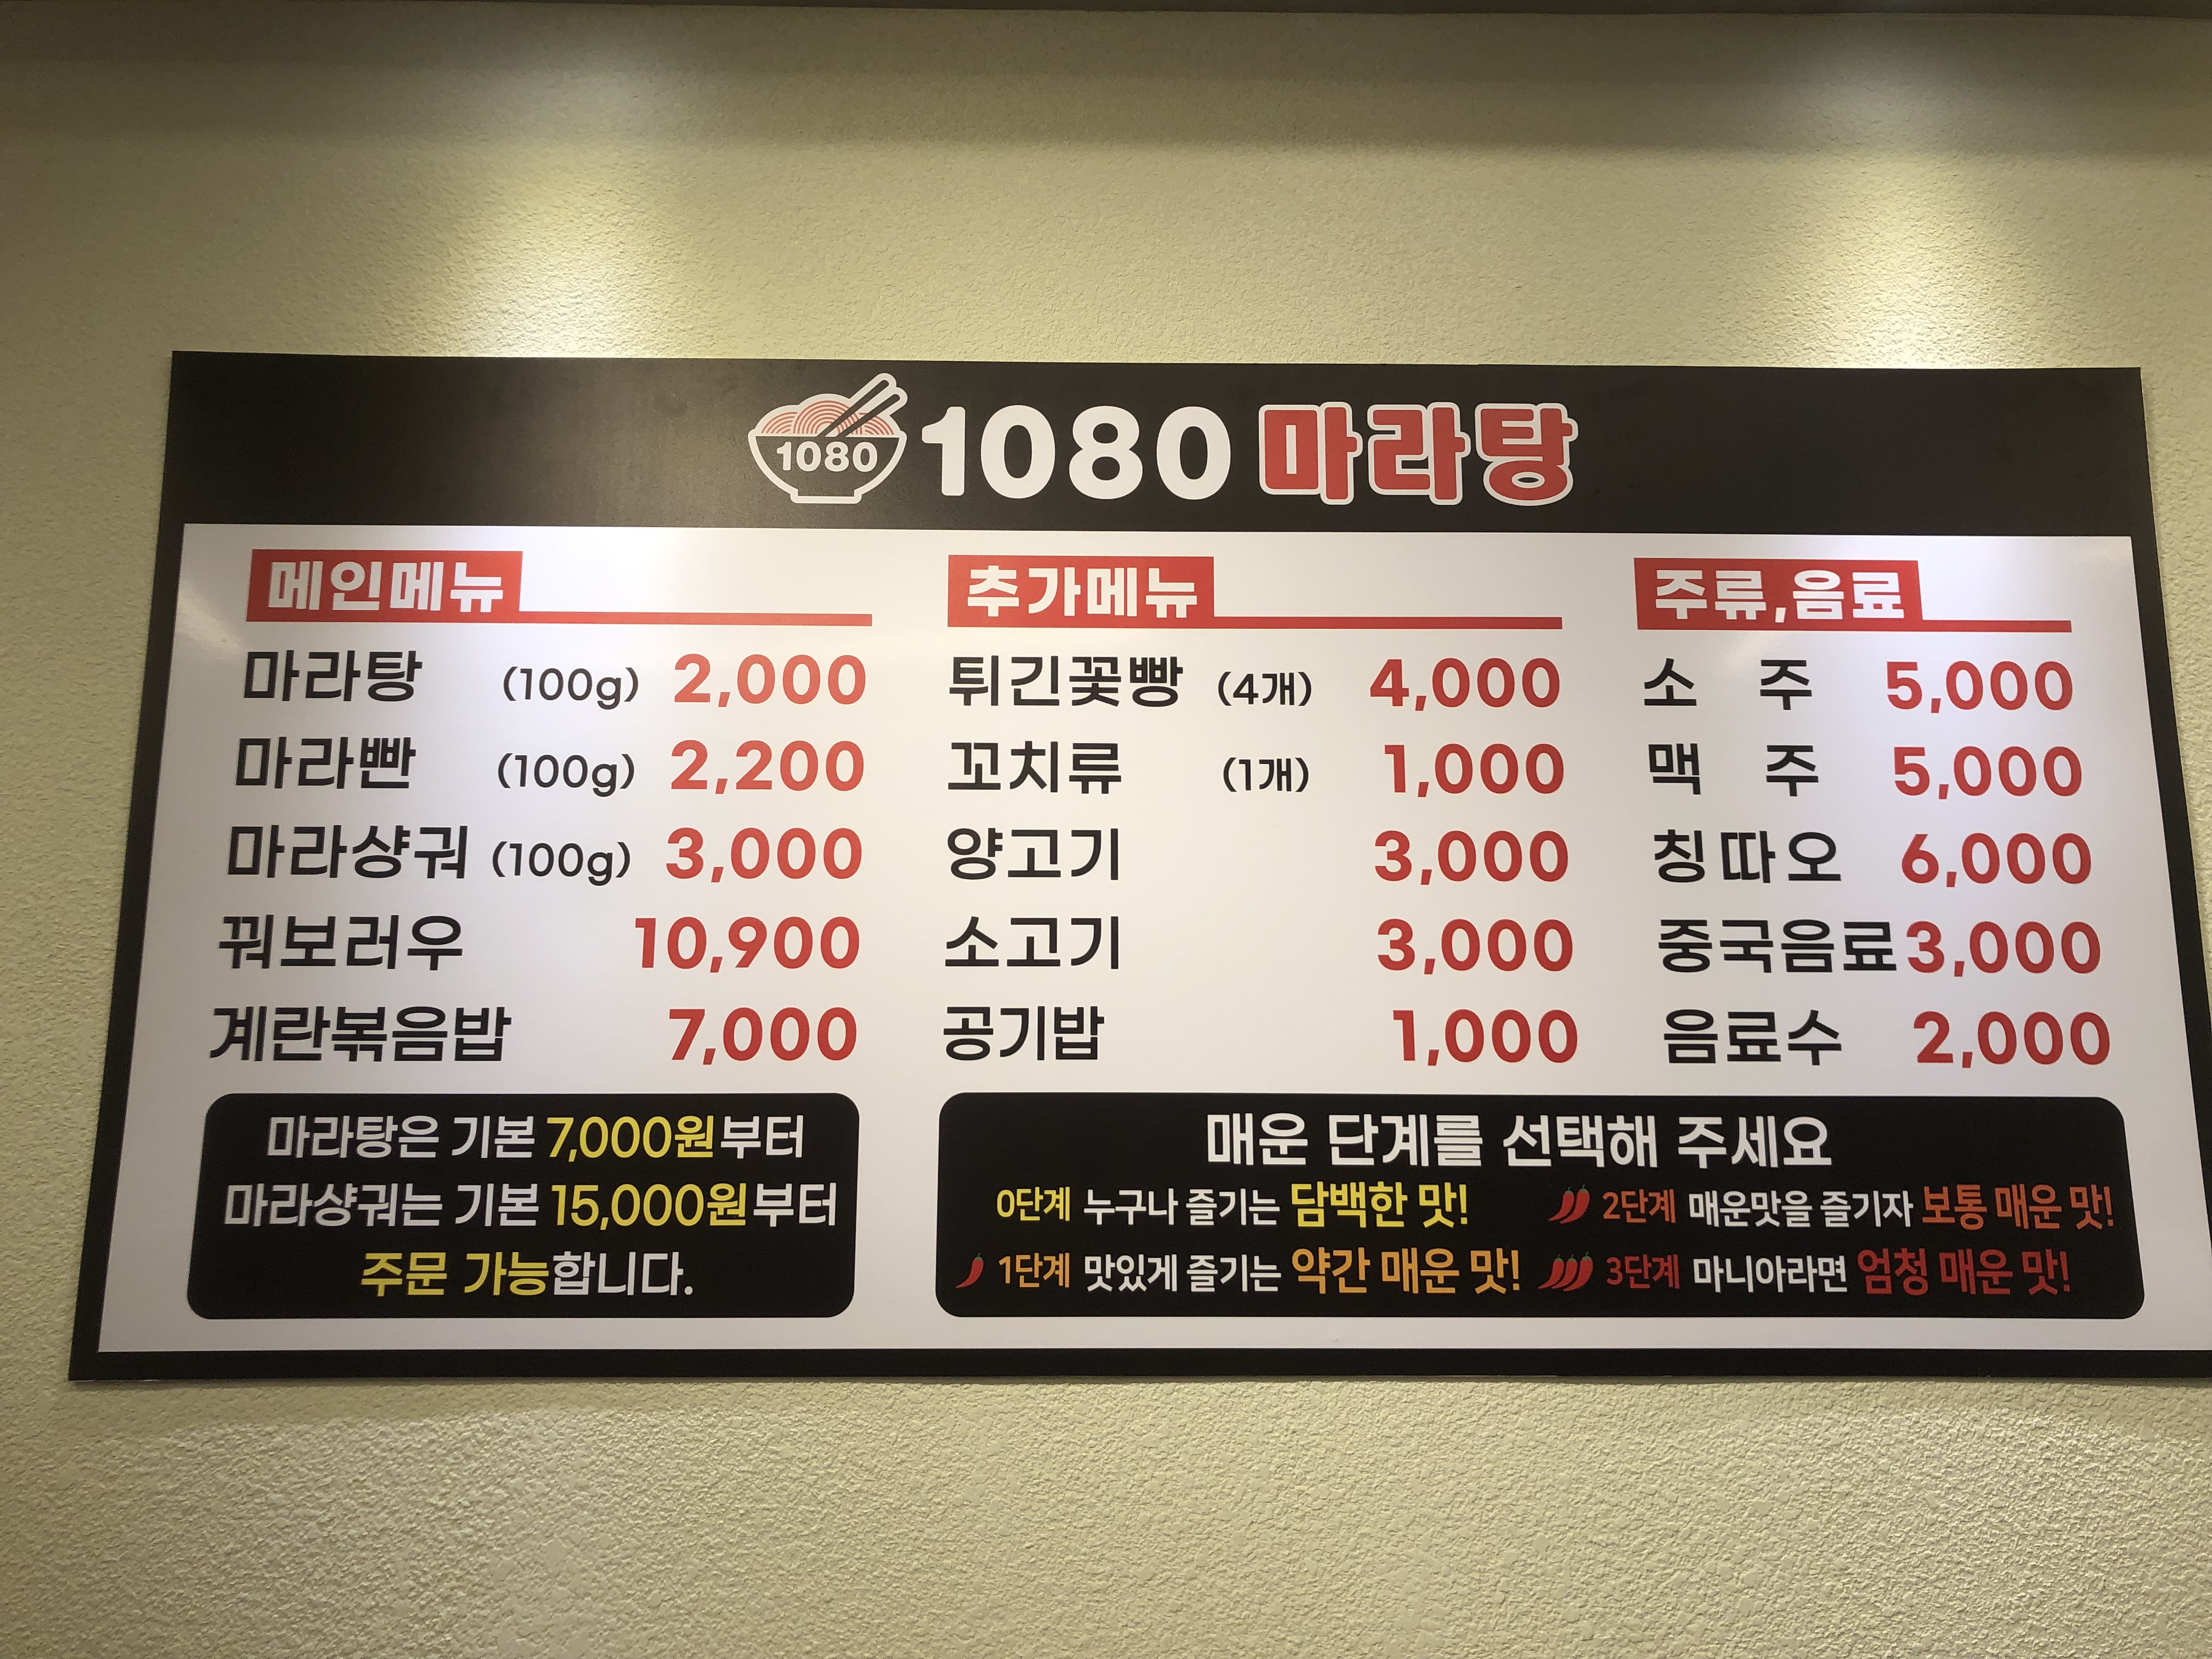 1080
1080 마라탕
메인메뉴
마라탕 (100g) 2,000
마라빤 (100g) 2,200
마라샹궈 (100g) 3,000
꿔보러우 10,900
계란볶음밥 7,000
마라탕은 기본 7,000원부터
마라샹궈는 기본 15,000원부터
주문 가능합니다.
추가메뉴
튀긴꽃빵 (4개) 4,000
꼬치류 (1개) 1,000
양고기 3,000
소고기 3,000
공기밥 1,000
주류,음료
소 주 5,000
맥 주 5,000
칭따오 6,000
중국음료 3,000
음료수 2,000
매운 단계를 선택해 주세요
0단계 누구나 즐기는 담백한 맛!
1단계 맛있게 즐기는 약간 매운 맛!
2단계 매운맛을 즐기자 보통 매운 맛!
3단계 마니아라면 엄청 매운 맛!